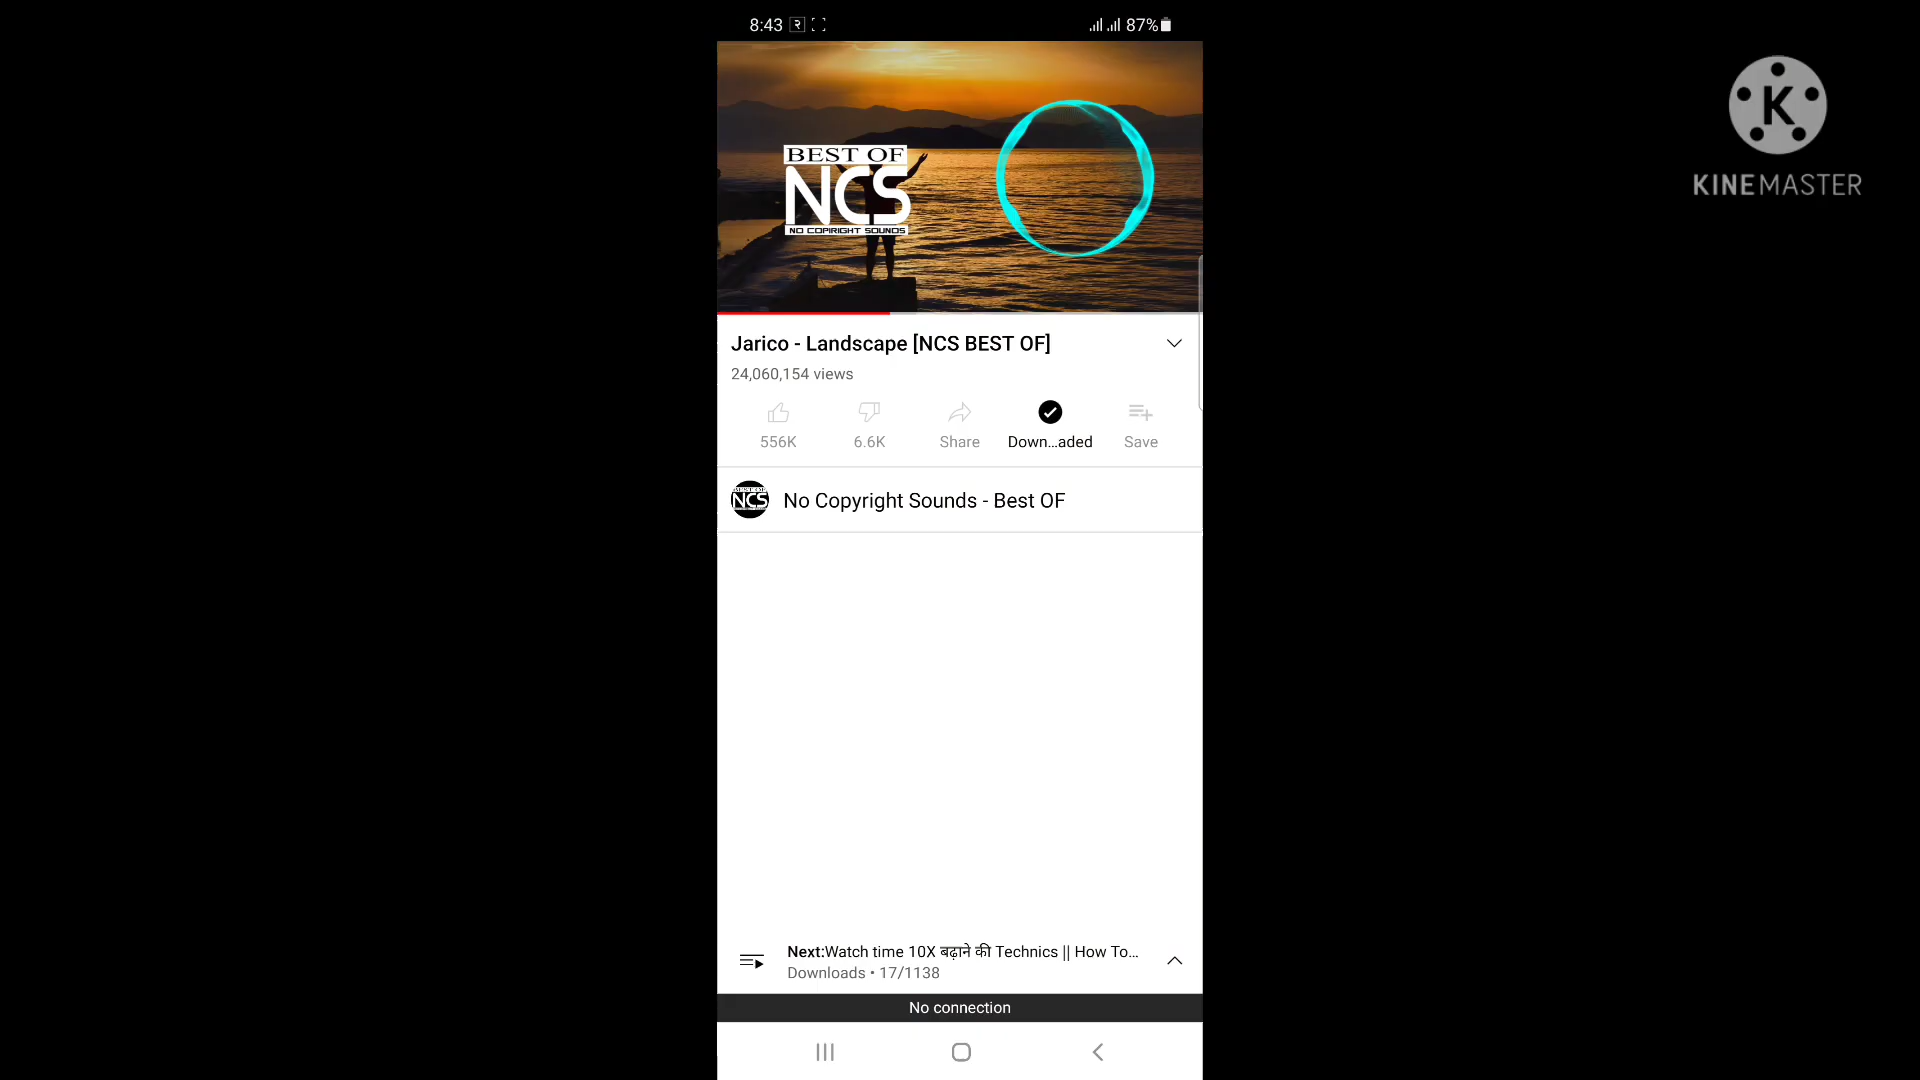 8:43 २ 87%
K
KINEMASTER
BEST OF
NCS
NO COPIRIGHT SOUNDS
Jarico - Landscape [NCS BEST OF]
24,060,154 views
556K 6.6K Share Down...aded Save
NCS No Copyright Sounds - Best OF
Next:Watch time 10X बढ़ाने की Technics || How To...
Downloads • 17/1138
No connection